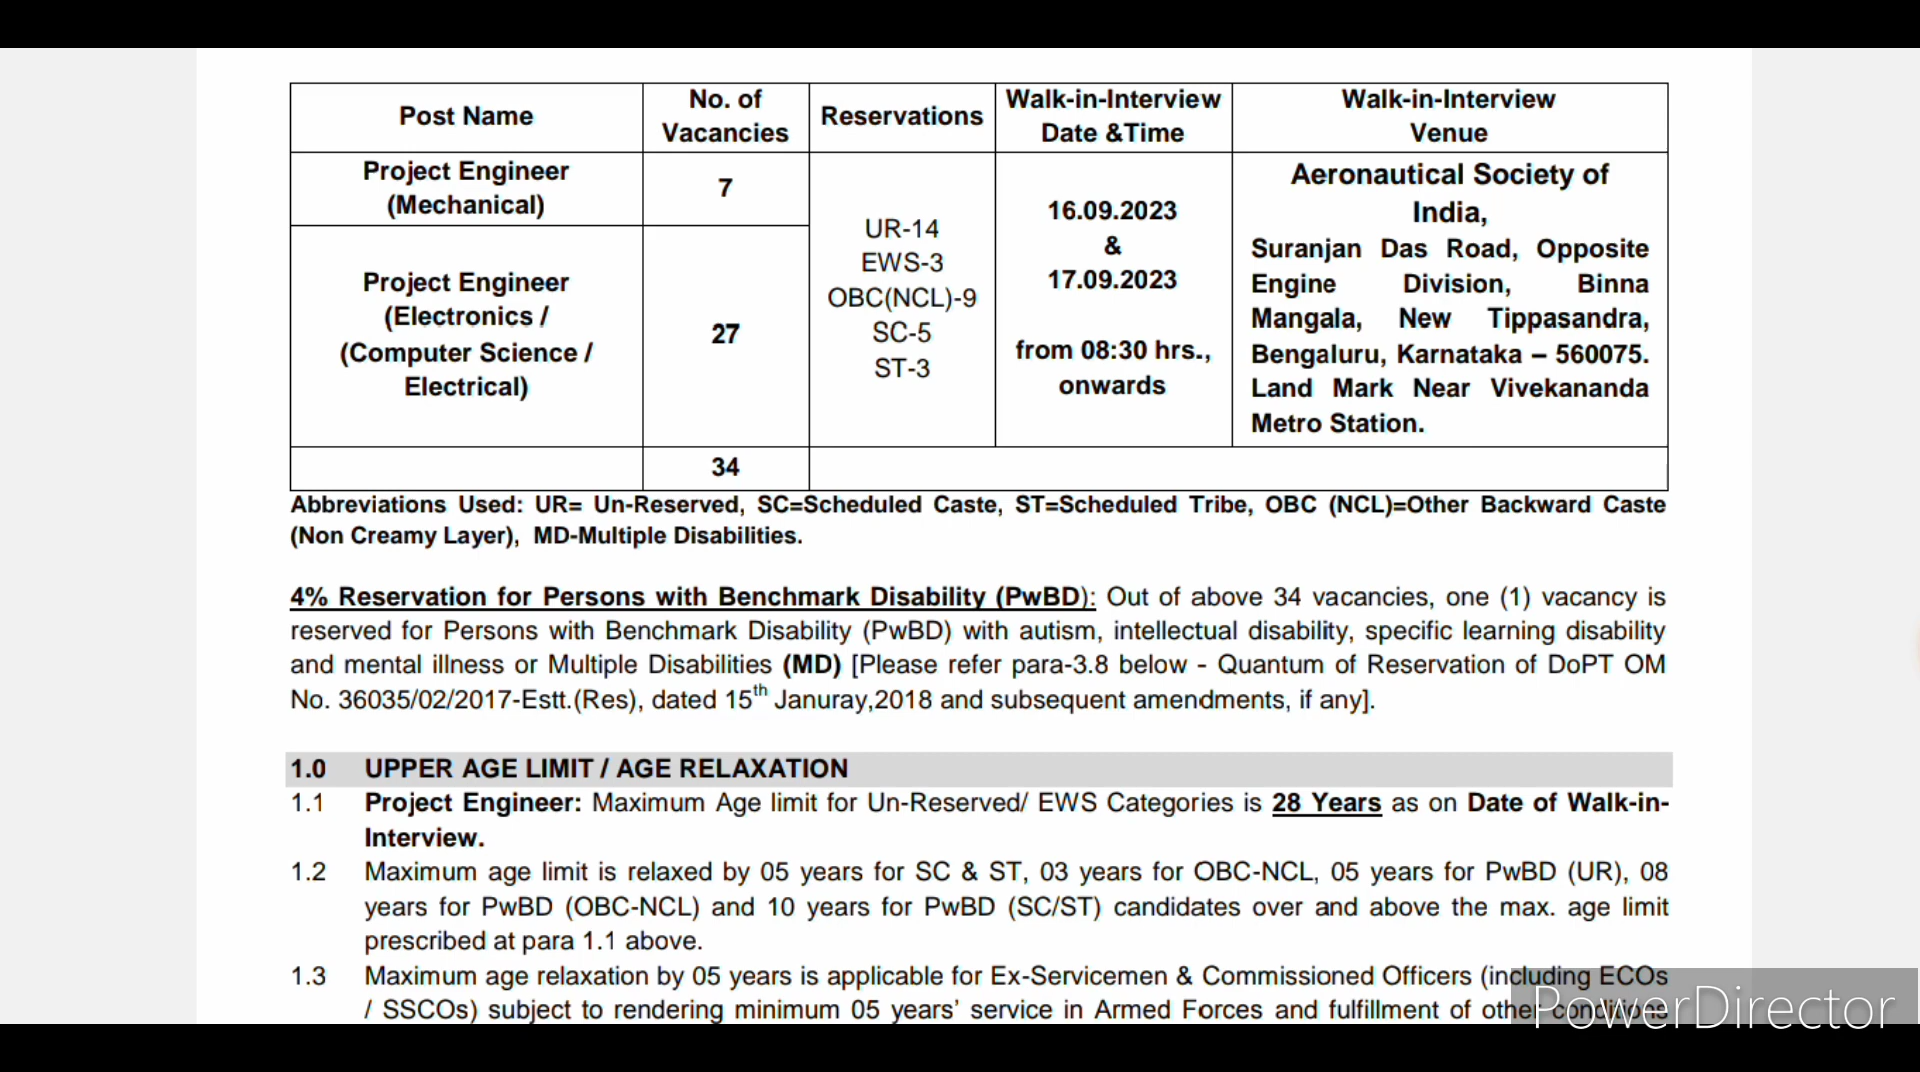 Post Name
No. of
Vacancies
Reservations
Walk-in-Interview
Date &Time
Walk-in-Interview
Venue
Project Engineer
(Mechanical)
7
Project Engineer
(Electronics /
(Computer Science /
Electrical)
27
UR-14
EWS-3
OBC(NCL)-9
SC-5
ST-3
16.09.2023
&
17.09.2023
from 08:30 hrs.,
onwards
Aeronautical Society of
India,
Suranjan Das Road, Opposite
Engine Division, Binna
Mangala, New Tippasandra,
Bengaluru, Karnataka – 560075.
Land Mark Near Vivekananda
Metro Station.
34
Abbreviations Used: UR= Un-Reserved, SC=Scheduled Caste, ST=Scheduled Tribe, OBC (NCL)=Other Backward Caste
(Non Creamy Layer), MD-Multiple Disabilities.
4% Reservation for Persons with Benchmark Disability (PwBD): Out of above 34 vacancies, one (1) vacancy is
reserved for Persons with Benchmark Disability (PwBD) with autism, intellectual disability, specific learning disability
and mental illness or Multiple Disabilities (MD) [Please refer para-3.8 below - Quantum of Reservation of DoPT OM
No. 36035/02/2017-Estt.(Res), dated 15th Januray,2018 and subsequent amendments, if any].
1.0 UPPER AGE LIMIT / AGE RELAXATION
1.1 Project Engineer: Maximum Age limit for Un-Reserved/ EWS Categories is 28 Years as on Date of Walk-in-
Interview.
1.2 Maximum age limit is relaxed by 05 years for SC & ST, 03 years for OBC-NCL, 05 years for PwBD (UR), 08
years for PwBD (OBC-NCL) and 10 years for PwBD (SC/ST) candidates over and above the max. age limit
prescribed at para 1.1 above.
1.3 Maximum age relaxation by 05 years is applicable for Ex-Servicemen & Commissioned Officers (including ECOs
/ SSCOs) subject to rendering minimum 05 years' service in Armed Forces and fulfillment of other conditions
PowerDirector